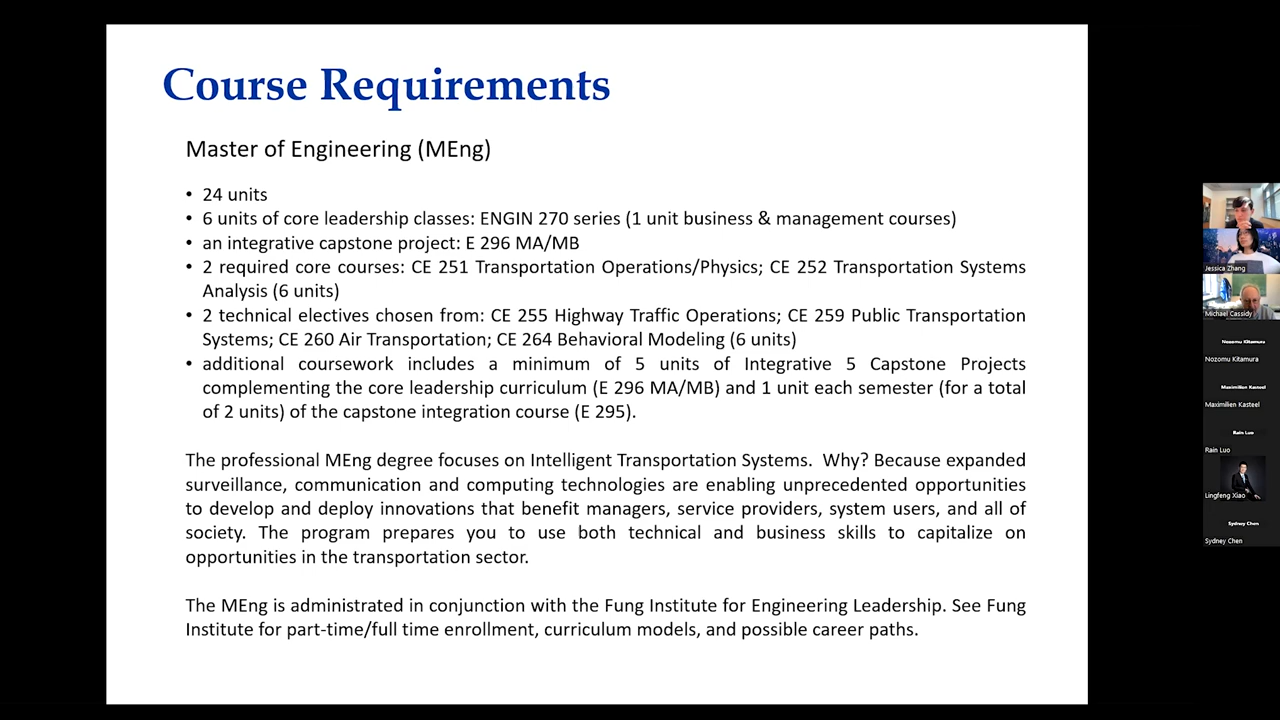 Course Requirements
Master of Engineering (MEng)
• 24 units
• 6 units of core leadership classes: ENGIN 270 series (1 unit business & management courses)
• an integrative capstone project: E 296 MA/MB
• 2 required core courses: CE 251 Transportation Operations/Physics; CE 252 Transportation Systems
Analysis (6 units)
• 2 technical electives chosen from: CE 255 Highway Traffic Operations; CE 259 Public Transportation
Systems; CE 260 Air Transportation; CE 264 Behavioral Modeling (6 units)
• additional coursework includes a minimum of 5 units of Integrative 5 Capstone Projects
complementing the core leadership curriculum (E 296 MA/MB) and 1 unit each semester (for a total
of 2 units) of the capstone integration course (E 295).
The professional MEng degree focuses on Intelligent Transportation Systems. Why? Because expanded
surveillance, communication and computing technologies are enabling unprecedented opportunities
to develop and deploy innovations that benefit managers, service providers, system users, and all of
society. The program prepares you to use both technical and business skills to capitalize on
opportunities in the transportation sector.
The MEng is administrated in conjunction with the Fung Institute for Engineering Leadership. See Fung
Institute for part-time/full time enrollment, curriculum models, and possible career paths.
Jessica Zhang
Michael Cassidy
Nozomu Kitamura
Nozomu Kitamura
Maximilien Kasteel
Maximilien Kasteel
Rain Luo
Rain Luo
Lingfeng Xiao
Sydney Chen
Sydney Chen